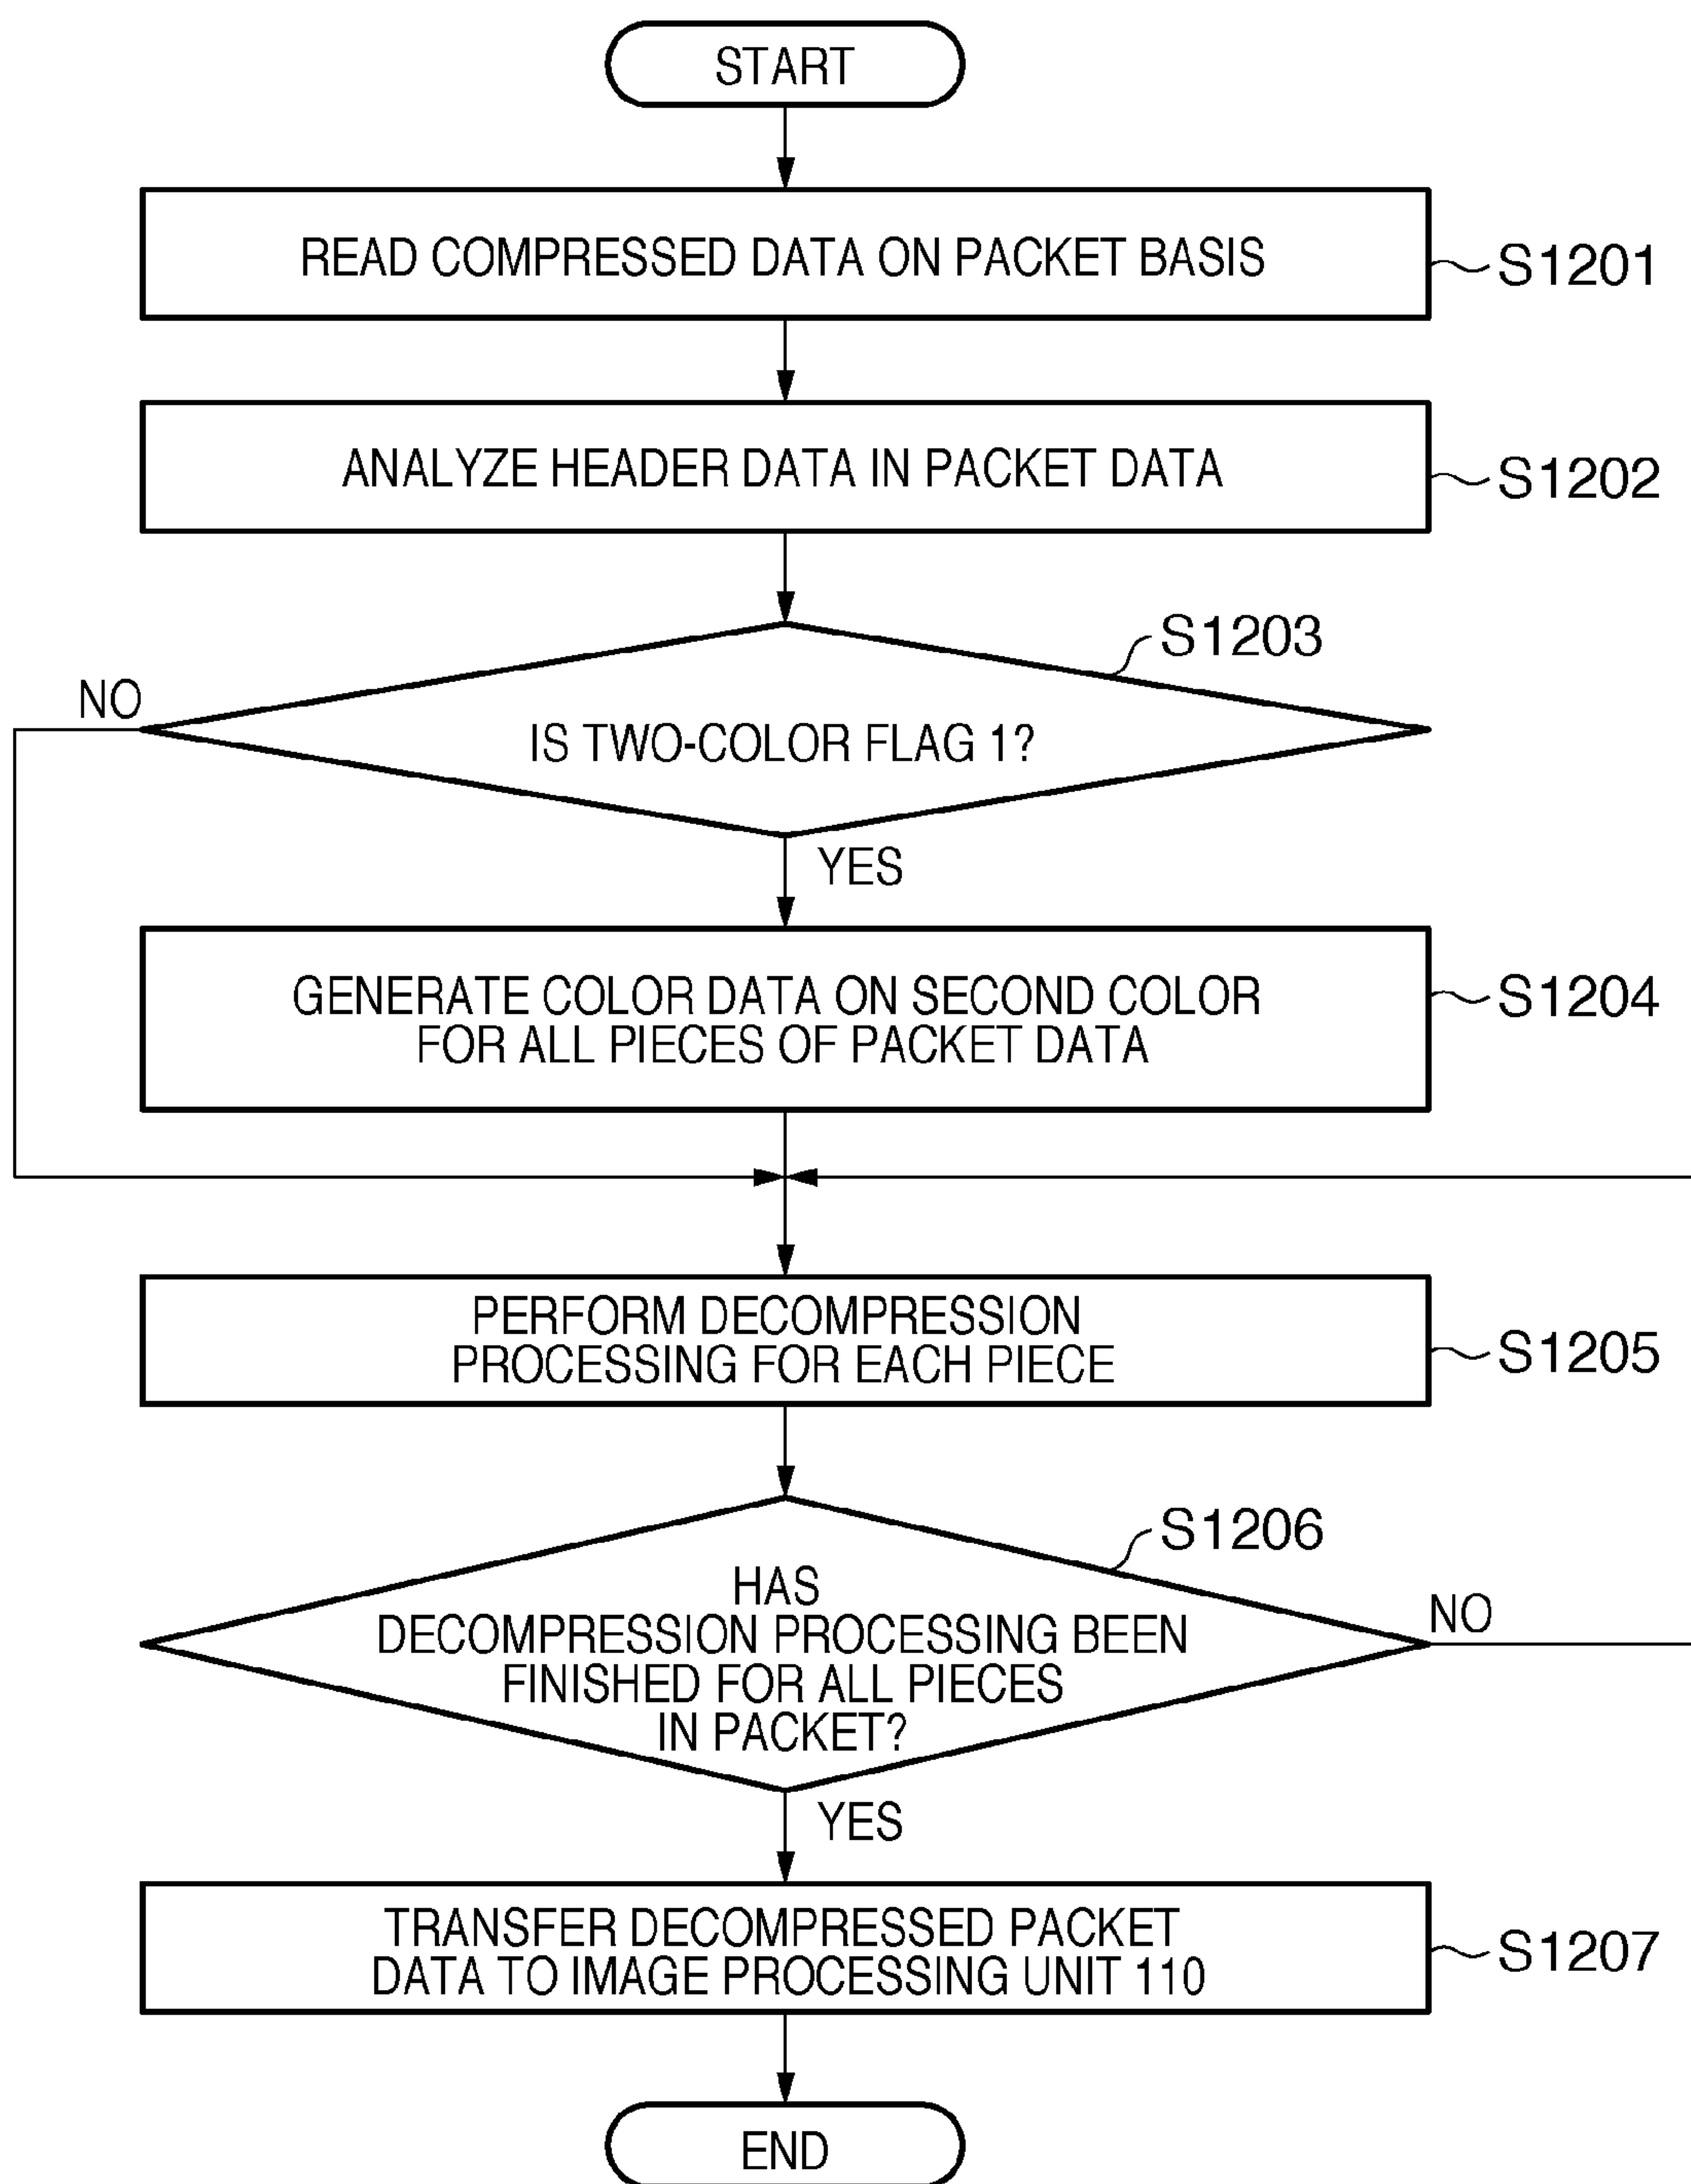 START
READ COMPRESSED DATA ON PACKET BASIS
S1201
ANALYZE HEADER DATA IN PACKET DATA
S1202
S1203
NO
IS TWO-COLOR FLAG 1?
YES
GENERATE COLOR DATA ON SECOND COLOR
FOR ALL PIECES OF PACKET DATA
S1204
PERFORM DECOMPRESSION
PROCESSING FOR EACH PIECE
S1205
S1206
HAS
DECOMPRESSION PROCESSING BEEN
FINISHED FOR ALL PIECES
IN PACKET?
NO
YES
TRANSFER DECOMPRESSED PACKET
DATA TO IMAGE PROCESSING UNIT 110
S1207
END